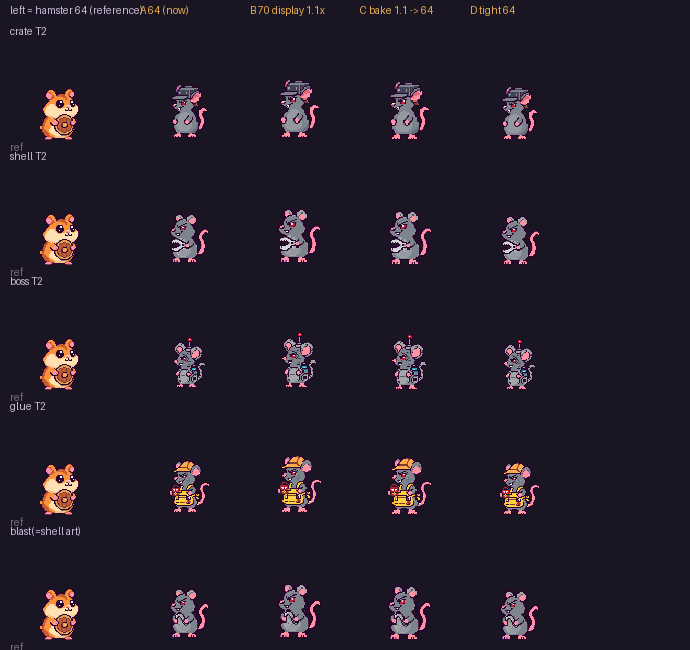 left = hamster 64 (reference) A 64 (now) B 70 display 1.1x C bake 1.1 -> 64 D tight 64
crate T2
ref
shell T2
ref
boss T2
ref
glue T2
ref
blast(=shell art)
ref